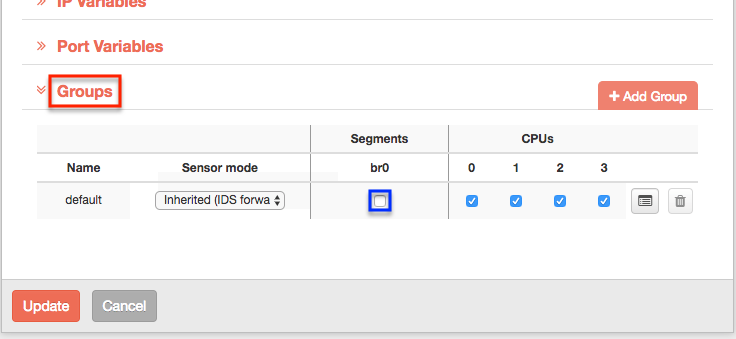 IP Variables
Port Variables
Groups
+ Add Group
Segments CPUs
Name Sensor mode br0 0 1 2 3
default Inherited (IDS forwa
Update Cancel